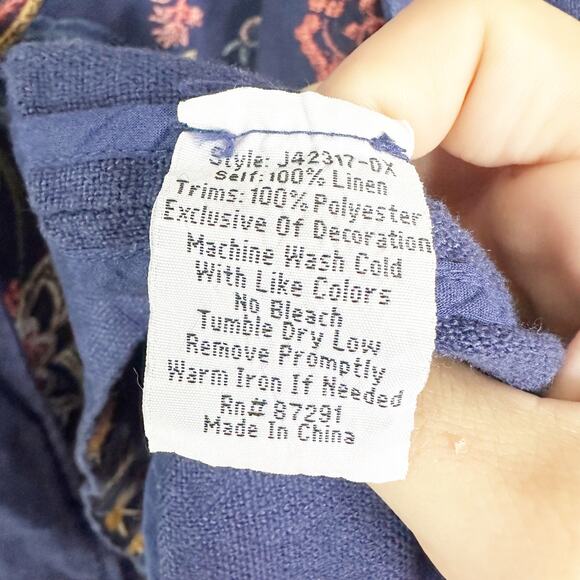 Style: J42317-DX
Self: 100% Linen
Trims: 100% Polyester
Exclusive Of Decoration
Machine Wash Cold
With Like Colors
No Bleach
Tumble Dry Low
Remove Promptly
Warm Iron If Needed
Rn# 87291
Made In China